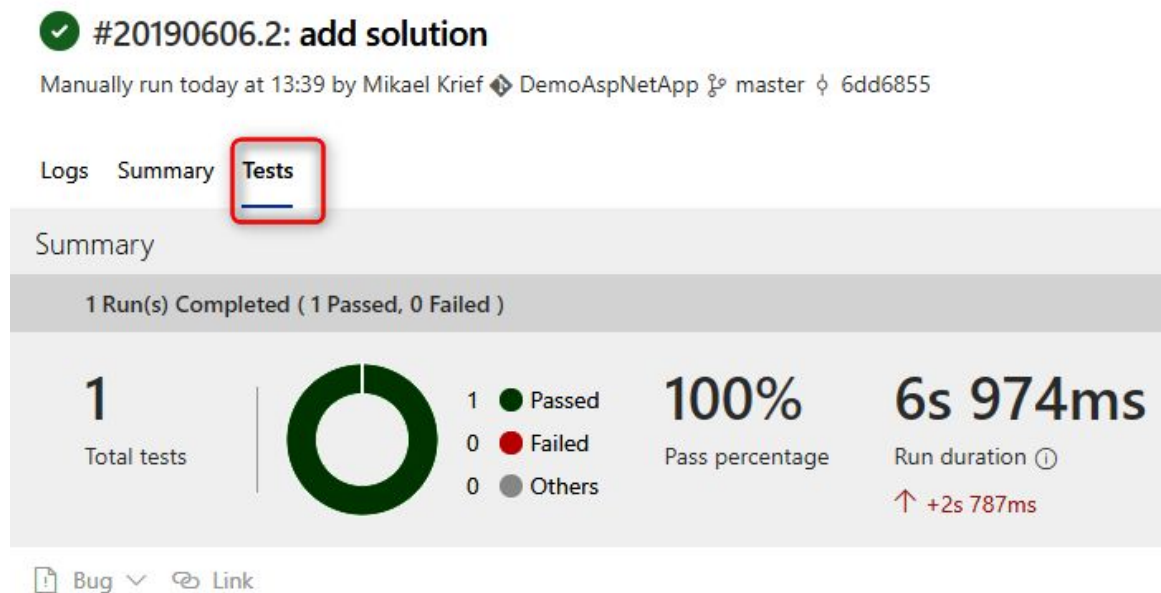 #20190606.2: add solution
Manually run today at 13:39 by Mikael Krief DemoAspNetApp master 6dd6855
Logs Summary Tests
Summary
1 Run(s) Completed ( 1 Passed, 0 Failed )
1
Total tests
1 Passed
0 Failed
0 Others
100%
Pass percentage
6s 974ms
Run duration
+2s 787ms
Bug Link